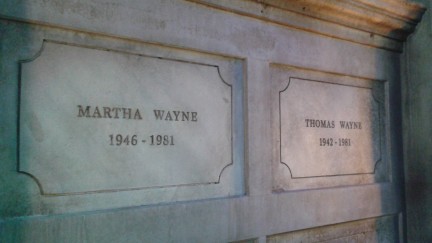 MARTHA WAYNE
1946 - 1981
THOMAS WAYNE
1942 - 1981